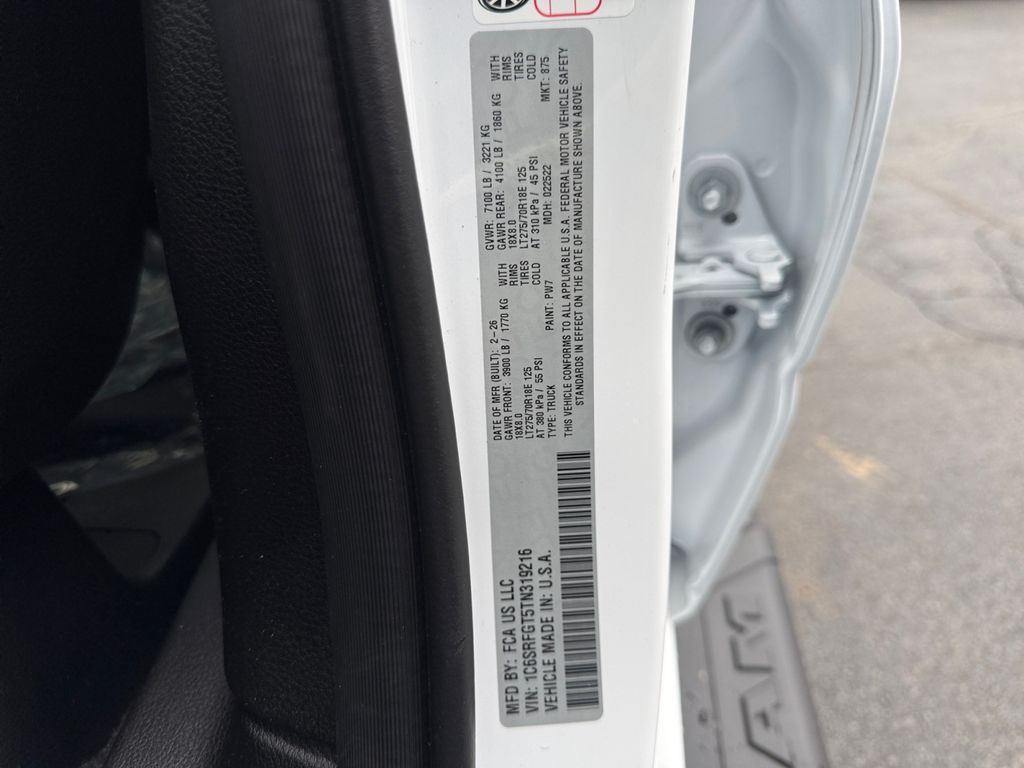 MFD BY: FCA US LLC
VIN: 1C6SRFGT5TN319216
VEHICLE MADE IN: U.S.A.
DATE OF MFR (BUILT): 2-26 GVWR: 7100 LB / 3221 KG
GAWR FRONT: 3900 LB / 1770 KG WITH GAWR REAR: 4100 LB / 1860 KG WITH
18X8.0 RIMS 18X8.0 RIMS
LT275/70R18E 125 TIRES LT275/70R18E 125 TIRES
AT 380 kPa / 55 PSI COLD AT 310 kPa / 45 PSI COLD
TYPE: TRUCK PAINT: PW7 MDH: 022522 MKT: 875
THIS VEHICLE CONFORMS TO ALL APPLICABLE U.S.A. FEDERAL MOTOR VEHICLE SAFETY
STANDARDS IN EFFECT ON THE DATE OF MANUFACTURE SHOWN ABOVE.